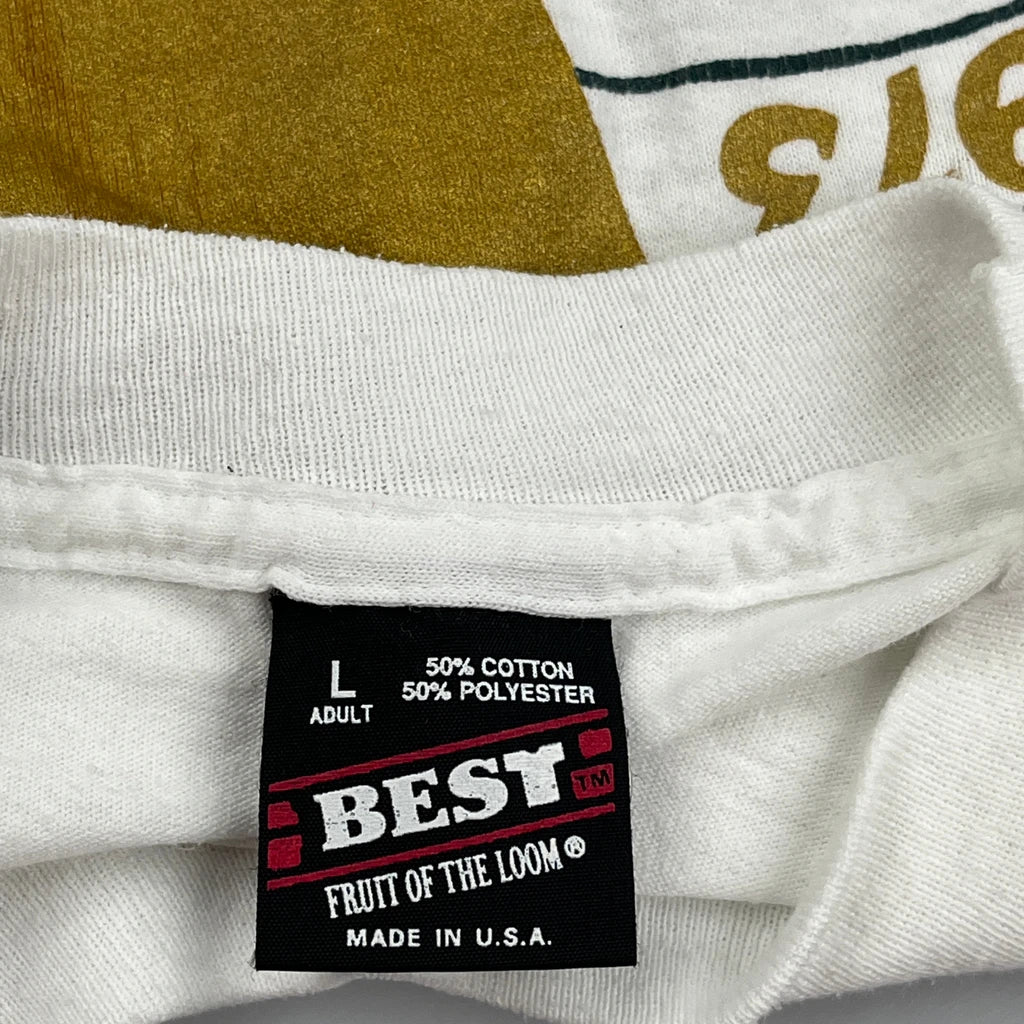 L
ADULT
50% COTTON
50% POLYESTER
BEST TM
FRUIT OF THE LOOM®
MADE IN U.S.A.